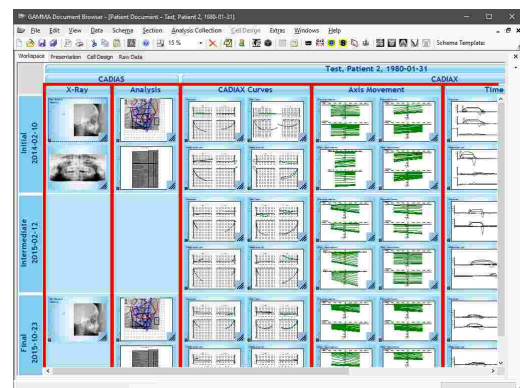 GAMMA Document Browser - [Patient Document - Test, Patient 2, 1980-01-31]
File Edit View Data Schema Section Analysis Collection Cell Design Extras Windows Help
15 % Schema Template:
Workspace Presentation Cell Design Raw Data
Test, Patient 2, 1980-01-31
CADIAS CADIAX
X-Ray Analysis CADIAX Curves Axis Movement Time
Initial
2014-02-10
Intermediate
2015-02-12
Final
2015-10-23